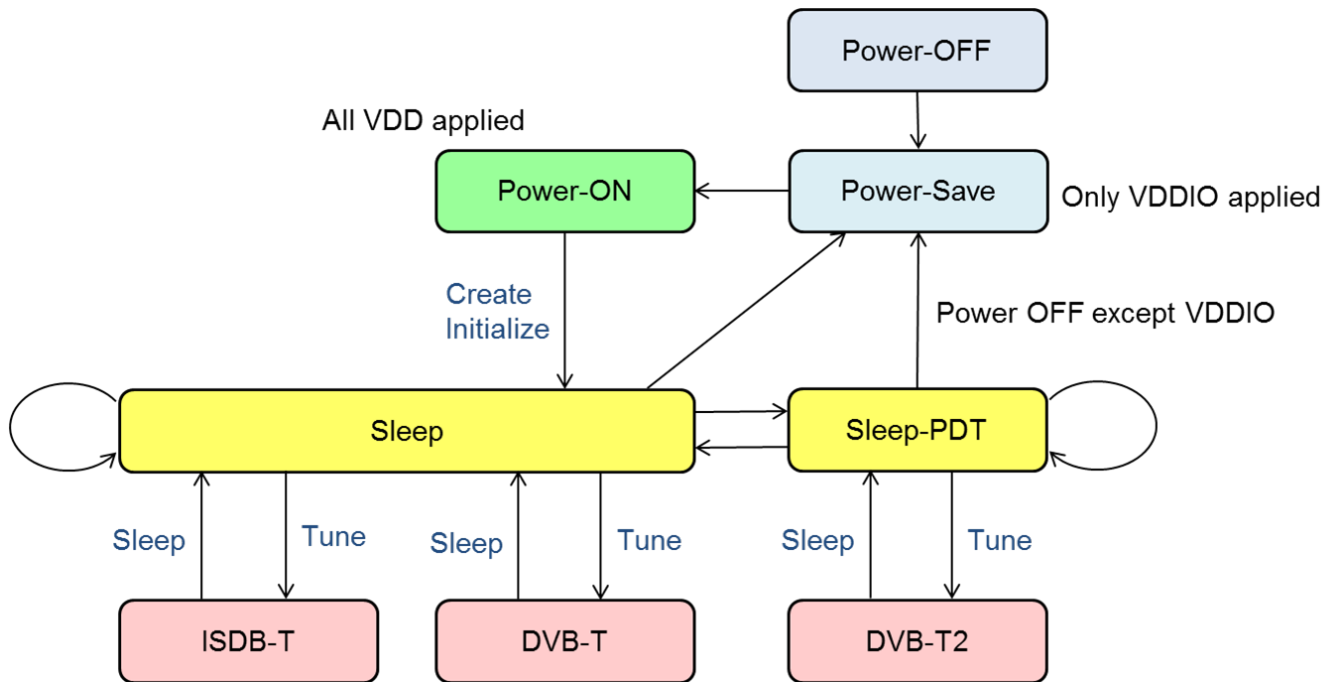 Power-OFF
All VDD applied
Power-ON
Power-Save
Only VDDIO applied
Create
Initialize
Power OFF except VDDIO
Sleep
Sleep-PDT
Sleep
Tune
Sleep
Tune
Sleep
Tune
ISDB-T
DVB-T
DVB-T2